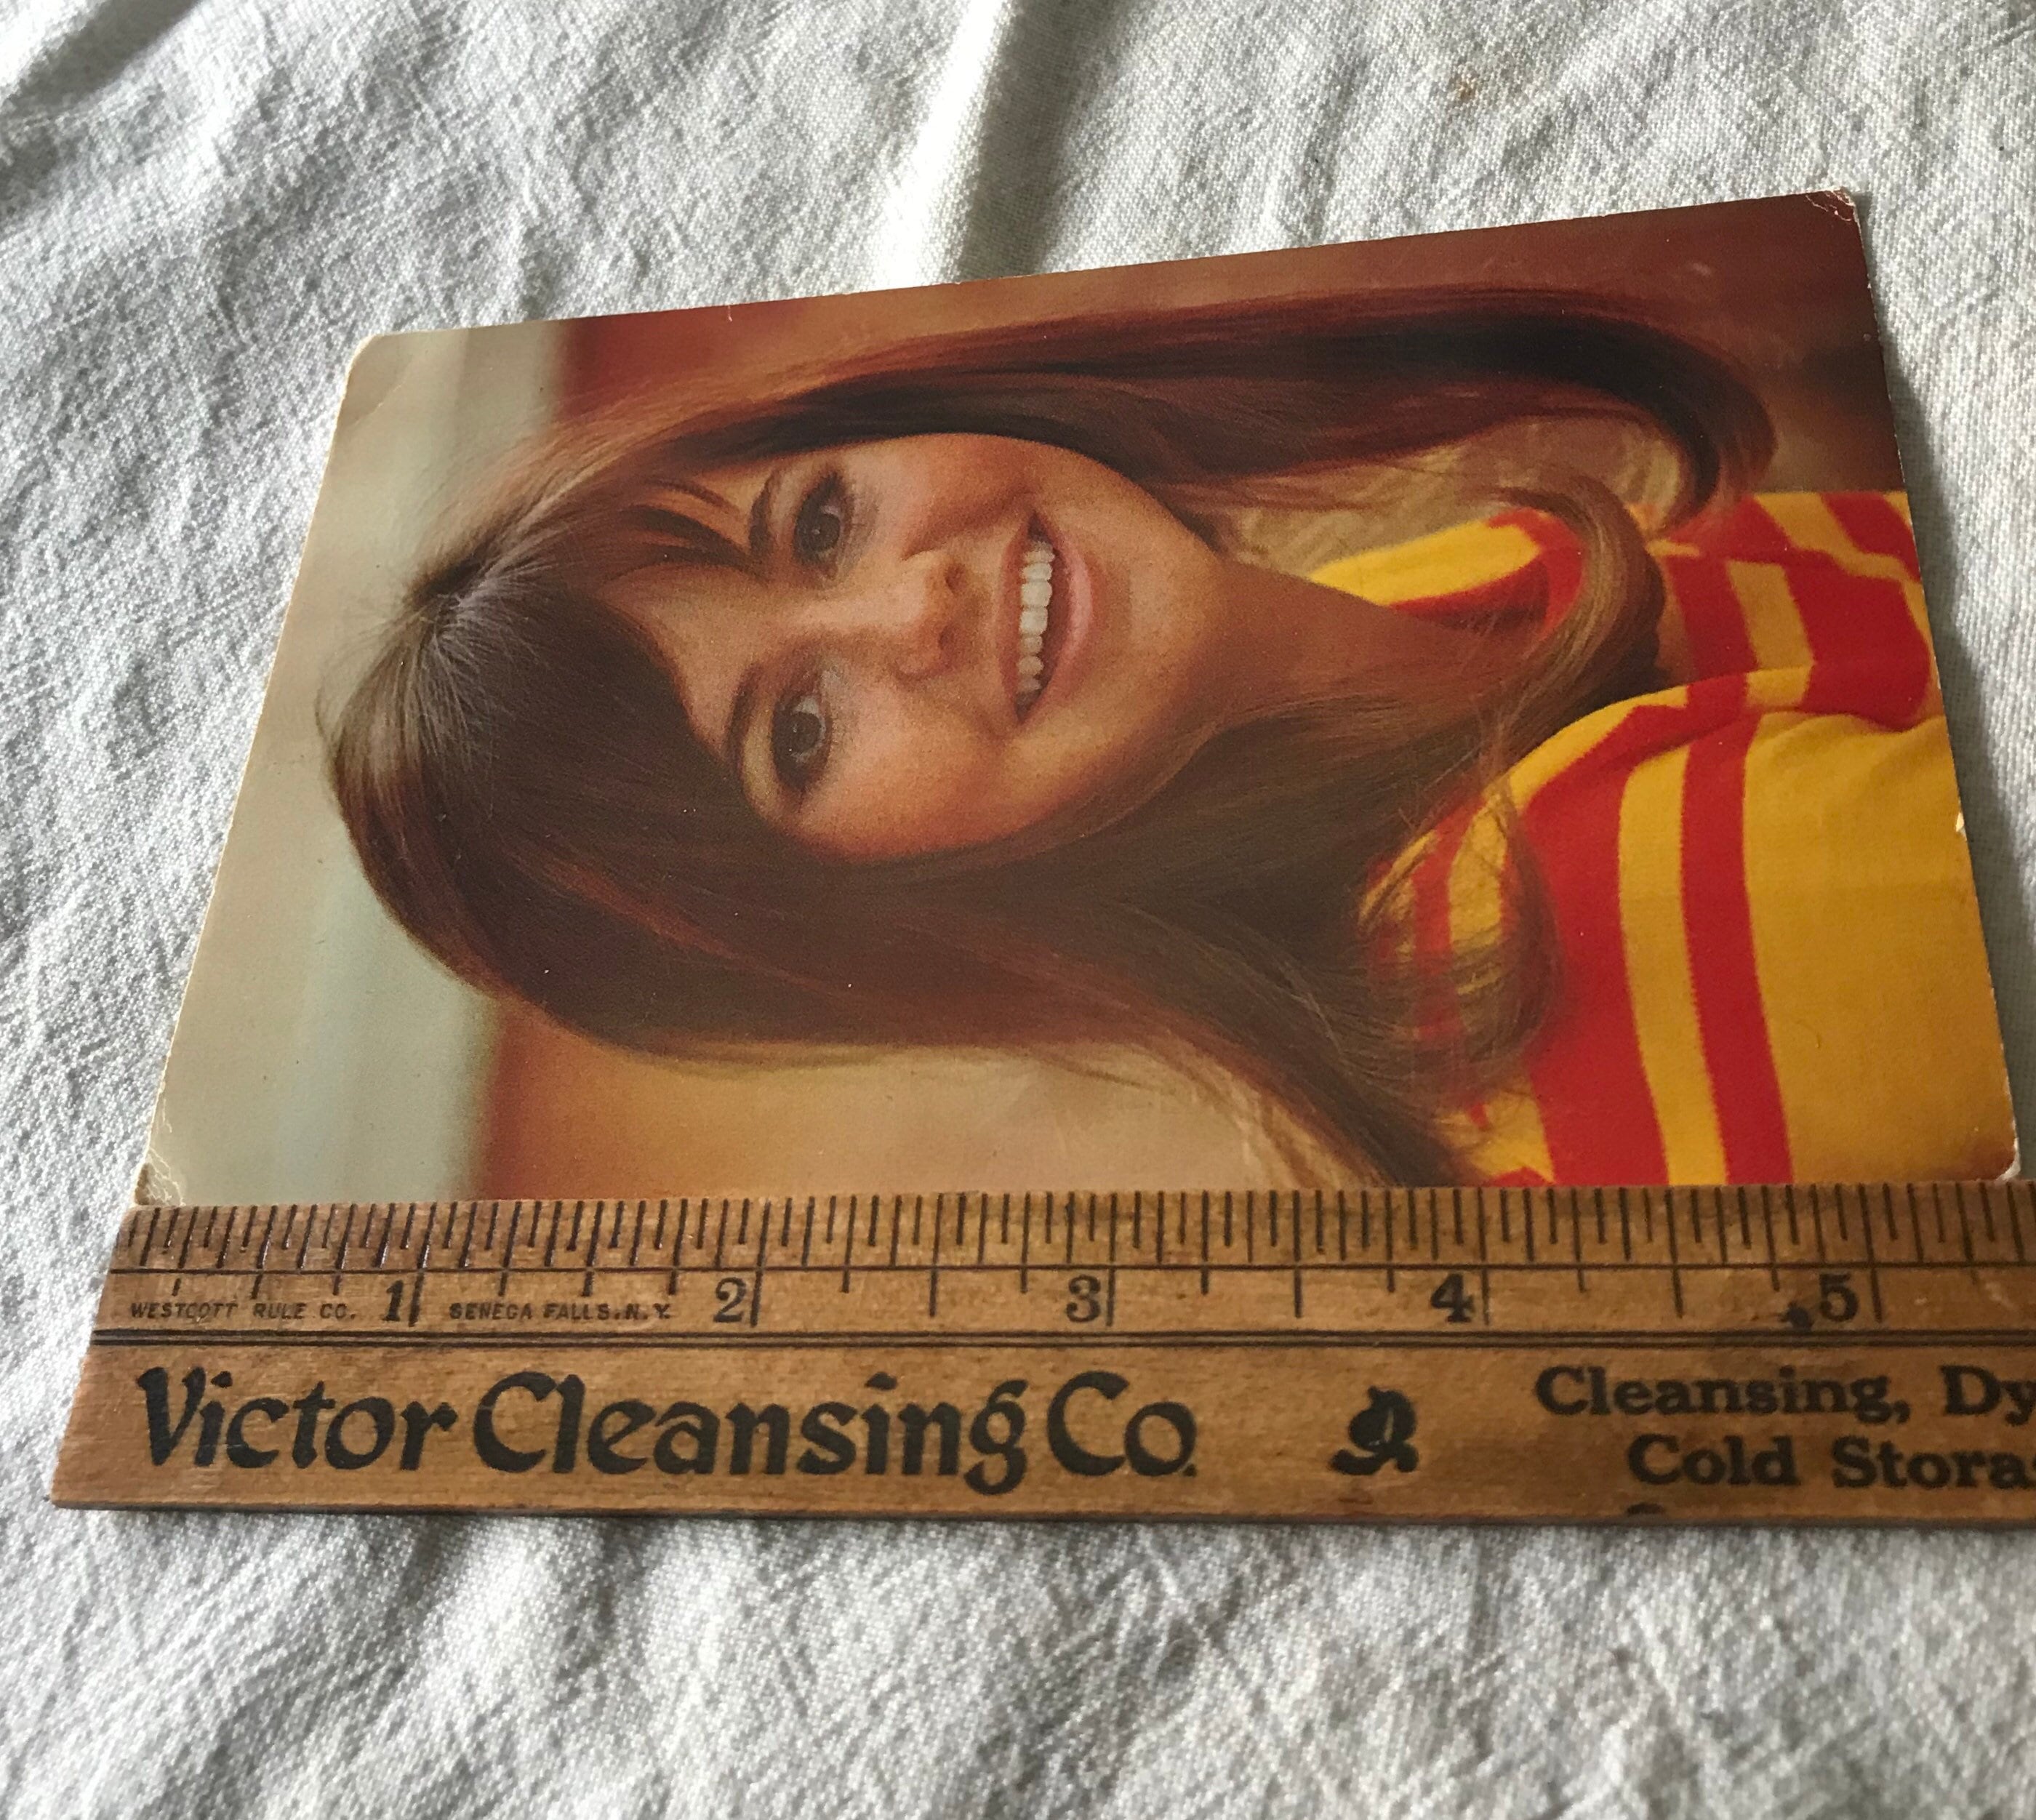 1 2 3 4 5
WESTCOTT RULE CO. SENECA FALLS, N.Y.
Victor Cleansing Co.
Cleansing, Dy
Cold Stora